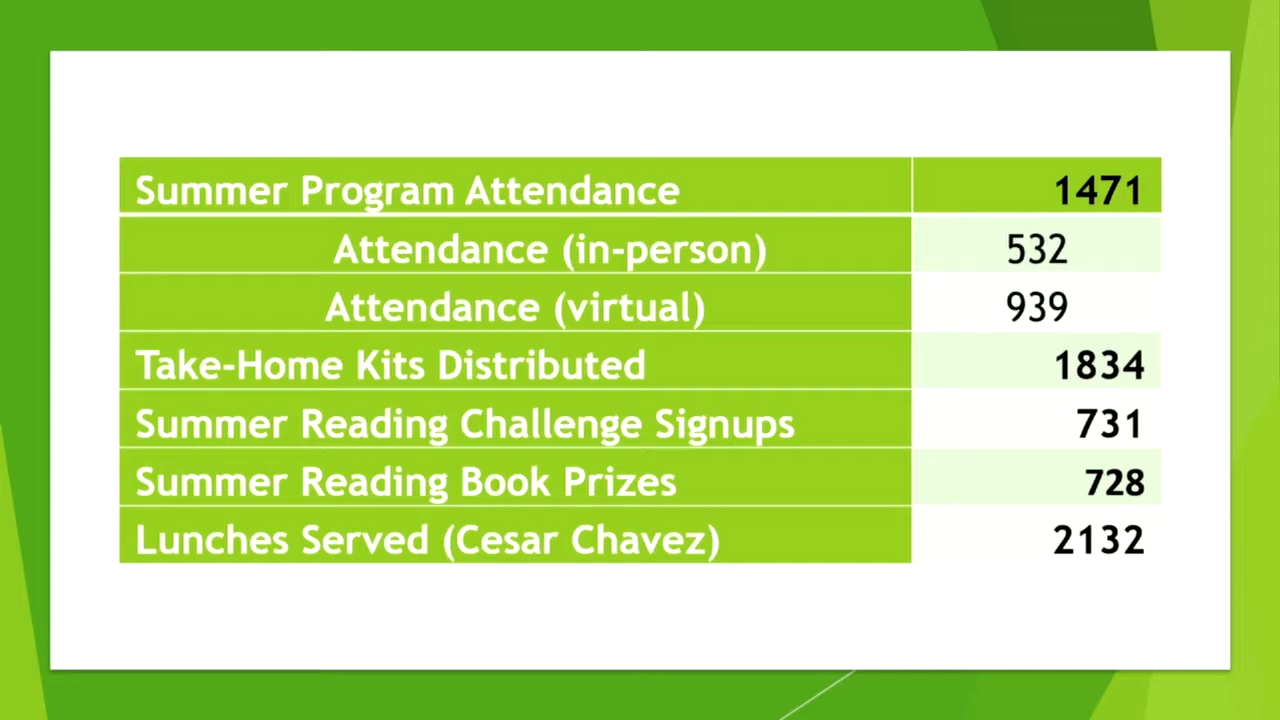 Summer Program Attendance 1471
Attendance (in-person) 532
Attendance (virtual) 939
Take-Home Kits Distributed 1834
Summer Reading Challenge Signups 731
Summer Reading Book Prizes 728
Lunches Served (Cesar Chavez) 2132